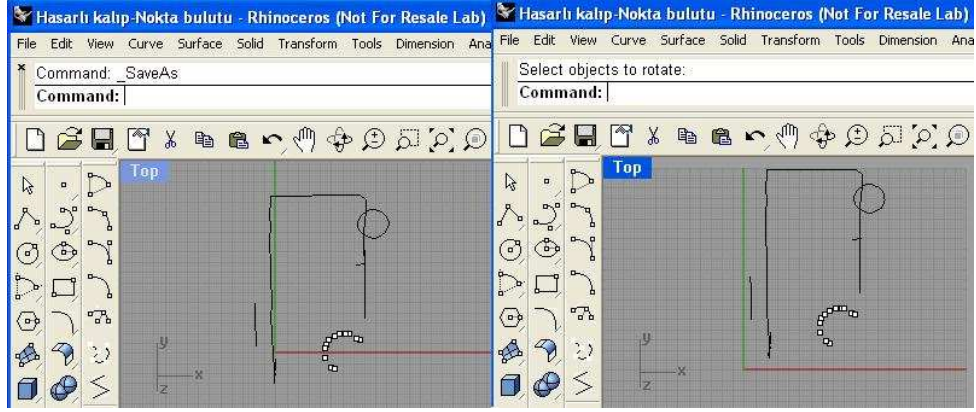 Hasarlı kalıp-Nokta bulutu - Rhinoceros (Not For Resale Lab)
File Edit View Curve Surface Solid Transform Tools Dimension Ana
Command: _SaveAs
Command:
Top
y
x
z
Hasarlı kalıp-Nokta bulutu - Rhinoceros (Not For Resale Lab)
File Edit View Curve Surface Solid Transform Tools Dimension Ana
Select objects to rotate:
Command:
Top
y
x
z